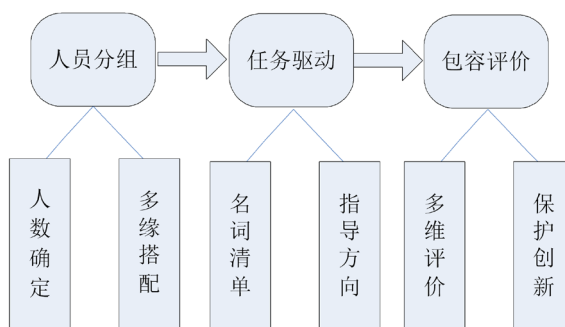 人员分组
任务驱动
包容评价
人数确定
多缘搭配
名词清单
指导方向
多维评价
保护创新